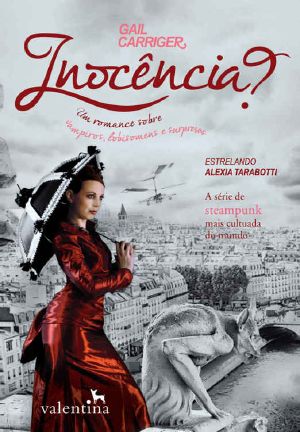 GAIL
CARRIGER
Inocência?
Um romance sobre
vampiros, lobisomens e surpresas
ESTRELANDO
ALEXIA TARABOTTI
A série de
steampunk
mais cultuada
do mundo
valentina